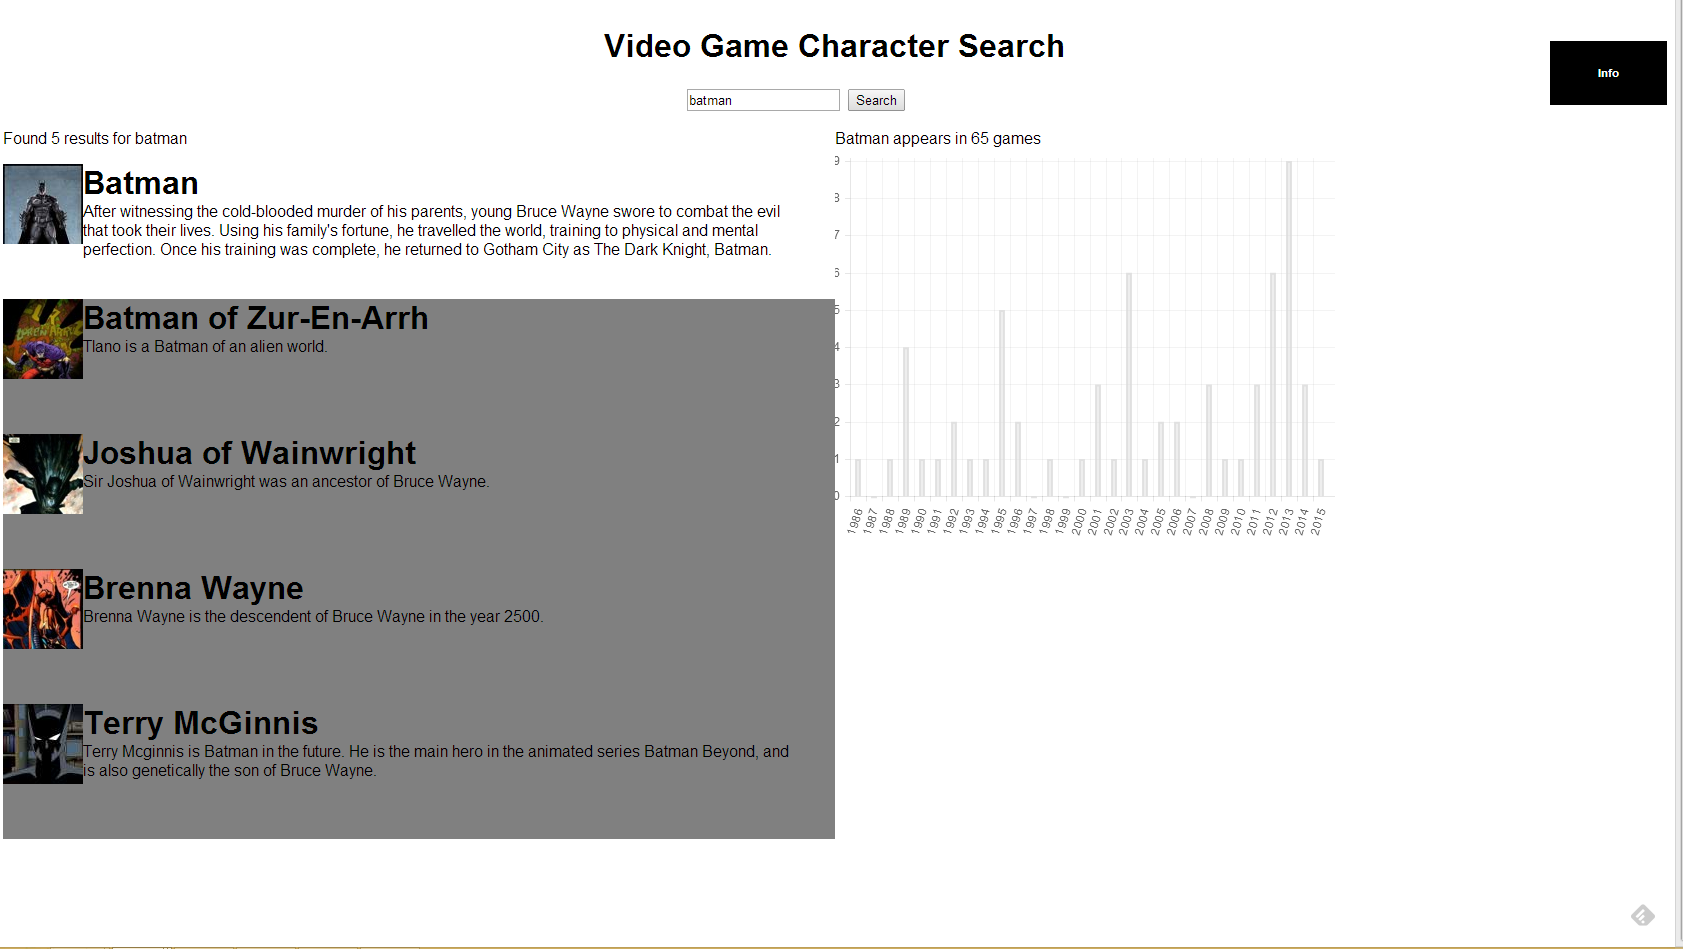 Video Game Character Search
Info
batman
Search
Found 5 results for batman
Batman
After witnessing the cold-blooded murder of his parents, young Bruce Wayne swore to combat the evil
that took their lives. Using his family's fortune, he travelled the world, training to physical and mental
perfection. Once his training was complete, he returned to Gotham City as The Dark Knight, Batman.
Batman of Zur-En-Arrh
Tlano is a Batman of an alien world.
Joshua of Wainwright
Sir Joshua of Wainwright was an ancestor of Bruce Wayne.
Brenna Wayne
Brenna Wayne is the descendent of Bruce Wayne in the year 2500.
Terry McGinnis
Terry Mcginnis is Batman in the future. He is the main hero in the animated series Batman Beyond, and
is also genetically the son of Bruce Wayne.
Batman appears in 65 games
9
8
7
6
5
4
3
2
1
0
1986 1987 1988 1989 1990 1991 1992 1993 1994 1995 1996 1997 1998 1999 2000 2001 2002 2003 2004 2005 2006 2007 2008 2009 2010 2011 2012 2013 2014 2015